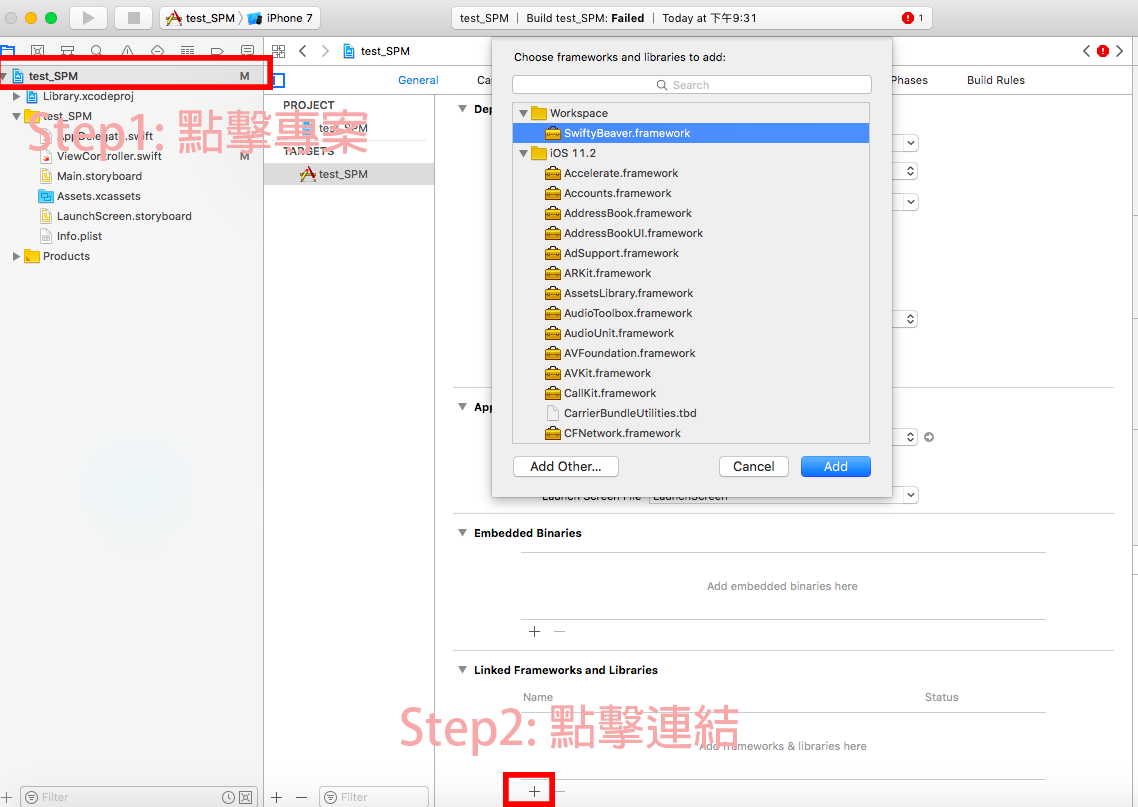 test_SPM iPhone 7
test_SPM | Build test_SPM: Failed | Today at 下午9:31
1
test_SPM
test_SPM M
Library.xcodeproj
test_SPM
AppDelegate.swift
ViewController.swift M
Main.storyboard
Assets.xcassets
LaunchScreen.storyboard
Info.plist
Products
Step1: 點擊專案
General
Phases
Build Rules
PROJECT
test_SPM
TARGETS
test_SPM
Choose frameworks and libraries to add:
Search
Workspace
SwiftyBeaver.framework
iOS 11.2
Accelerate.framework
Accounts.framework
AddressBook.framework
AddressBookUI.framework
AdSupport.framework
ARKit.framework
AssetsLibrary.framework
AudioToolbox.framework
AudioUnit.framework
AVFoundation.framework
AVKit.framework
CallKit.framework
CarrierBundleUtilities.tbd
CFNetwork.framework
Add Other...
Cancel
Add
Launch Screen File LaunchScreen
Embedded Binaries
Add embedded binaries here
Linked Frameworks and Libraries
Name Status
Step2: 點擊連結
Add frameworks & libraries here
Filter
Filter